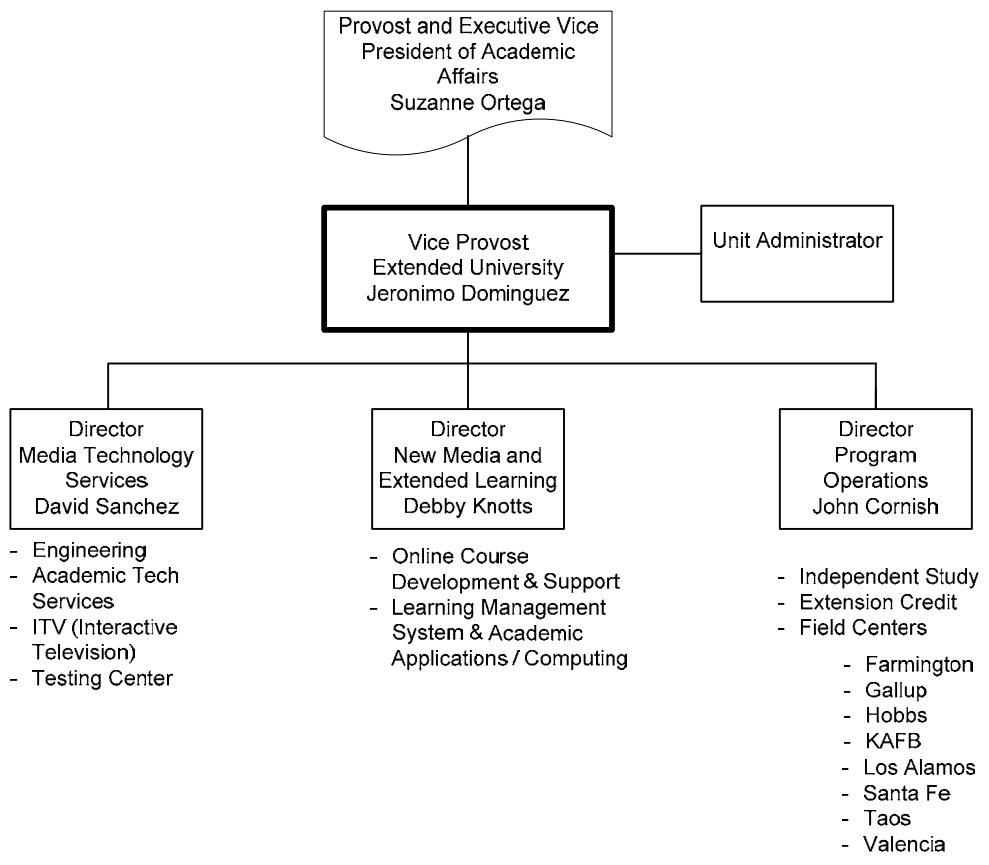 Provost and Executive Vice
President of Academic
Affairs
Suzanne Ortega
Vice Provost
Extended University
Jeronimo Dominguez
Unit Administrator
Director
Media Technology
Services
David Sanchez
- Engineering
- Academic Tech
Services
- ITV (Interactive
Television)
- Testing Center
Director
New Media and
Extended Learning
Debby Knotts
- Online Course
Development & Support
- Learning Management
System & Academic
Applications / Computing
Director
Program
Operations
John Cornish
- Independent Study
- Extension Credit
- Field Centers
- Farmington
- Gallup
- Hobbs
- KAFB
- Los Alamos
- Santa Fe
- Taos
- Valencia